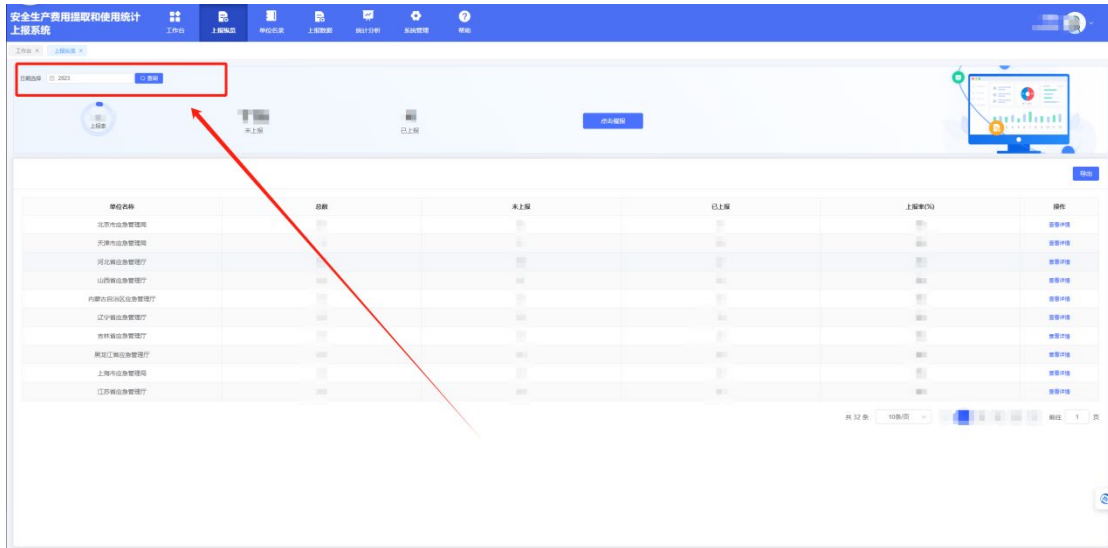 安全生产费用提取和使用统计
上报系统
工作台 上报纵览 单位名录 上报数据 统计分析 系统管理 帮助
工作台 × 上报纵览 ×
日期选择 2023 查询
上报率 未上报 已上报 点击催报
导出
单位名称 总数 未上报 已上报 上报率(%) 操作
北京市应急管理局 查看详情
天津市应急管理局 查看详情
河北省应急管理厅 查看详情
山西省应急管理厅 查看详情
内蒙古自治区应急管理厅 查看详情
辽宁省应急管理厅 查看详情
吉林省应急管理厅 查看详情
黑龙江省应急管理厅 查看详情
上海市应急管理局 查看详情
江苏省应急管理厅 查看详情
共 32 条 10条/页 前往 1 页